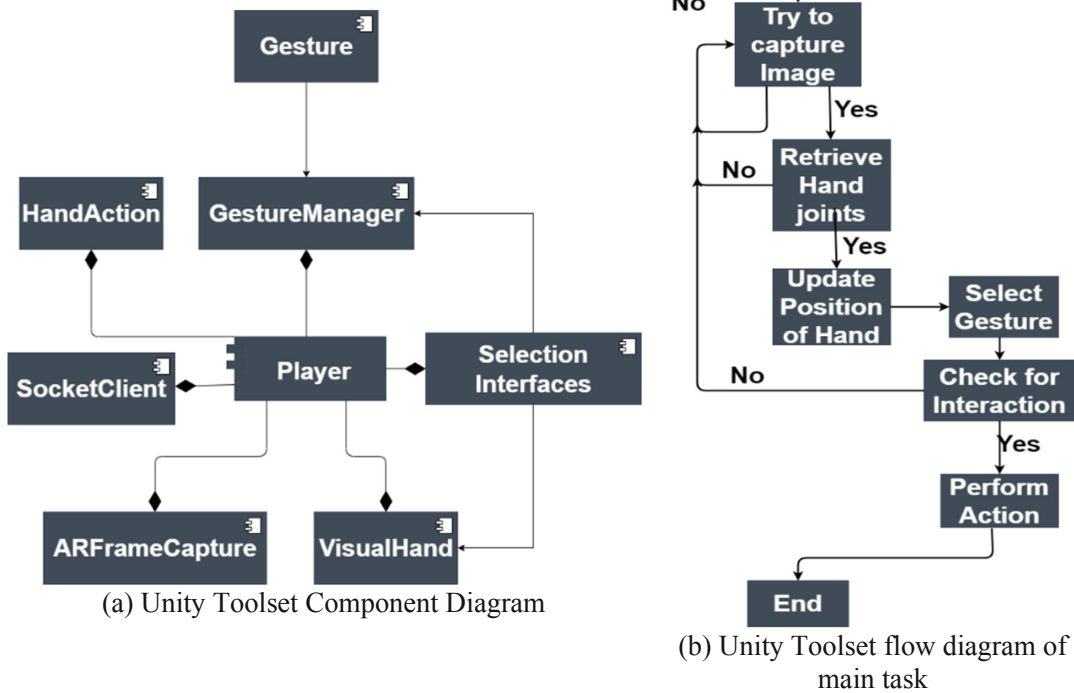 Gesture
HandAction
GestureManager
SocketClient
Player
Selection
Interfaces
ARFrameCapture
VisualHand
(a) Unity Toolset Component Diagram
No
Try to
capture
Image
Yes
No
Retrieve
Hand
joints
Yes
Update
Position
of Hand
Select
Gesture
No
Check for
Interaction
Yes
Perform
Action
End
(b) Unity Toolset flow diagram of
main task